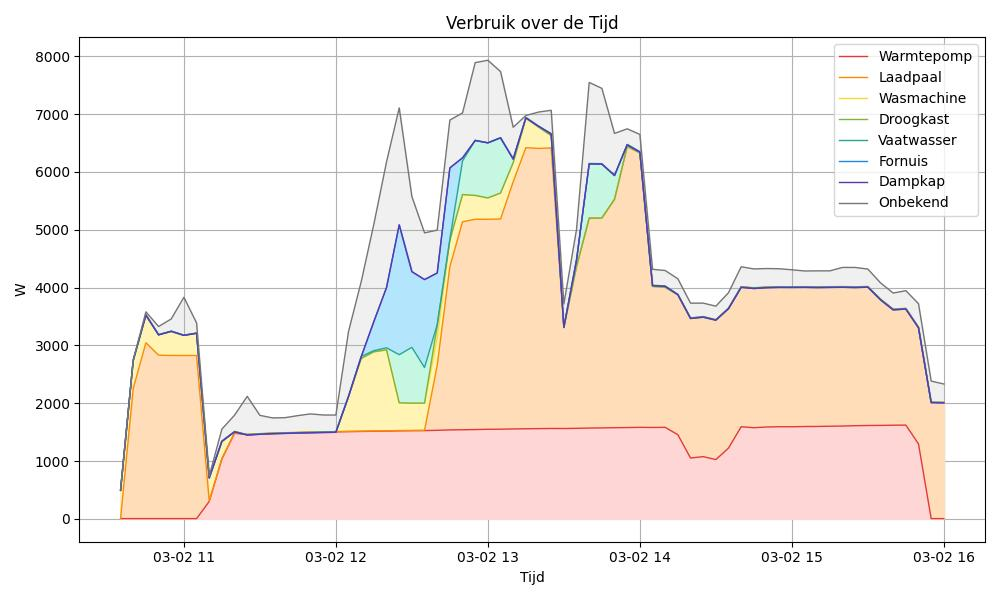 Verbruik over de Tijd
8000
7000
6000
5000
4000
3000
2000
1000
0
W
Warmtepomp
Laadpaal
Wasmachine
Droogkast
Vaatwasser
Fornuis
Dampkap
Onbekend
03-02 11
03-02 12
03-02 13
03-02 14
03-02 15
03-02 16
Tijd